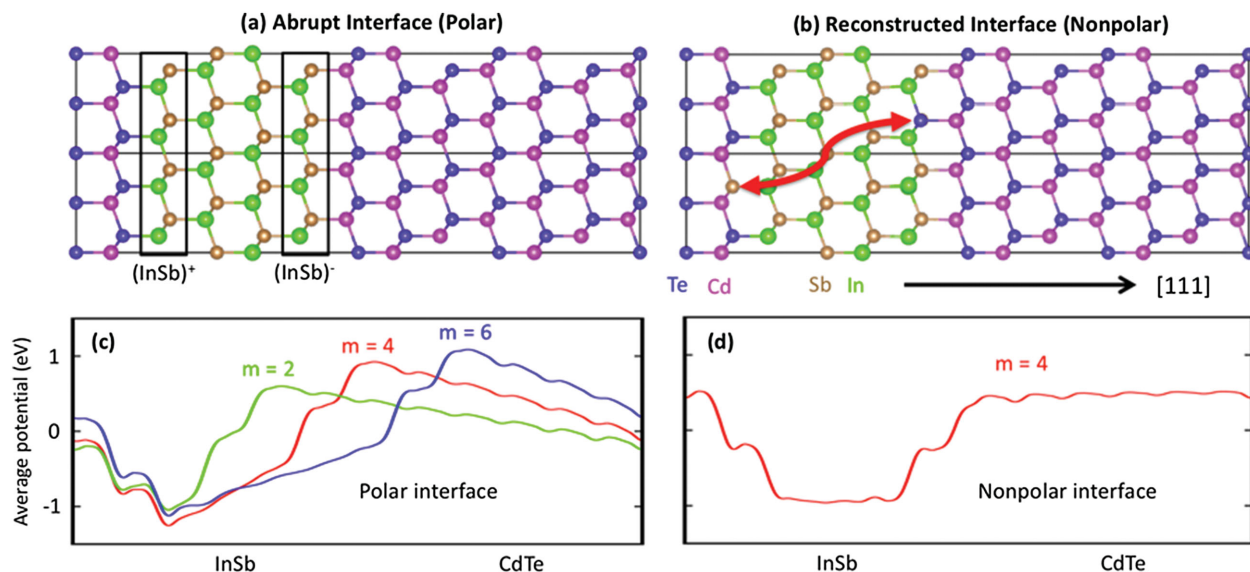 (a) Abrupt Interface (Polar)
(b) Reconstructed Interface (Nonpolar)
(InSb)+
(InSb)-
Te Cd Sb In [111]
(c)
m = 2
m = 4
m = 6
1
0
-1
Average potential (eV)
Polar interface
InSb CdTe
(d)
m = 4
Nonpolar interface
InSb CdTe